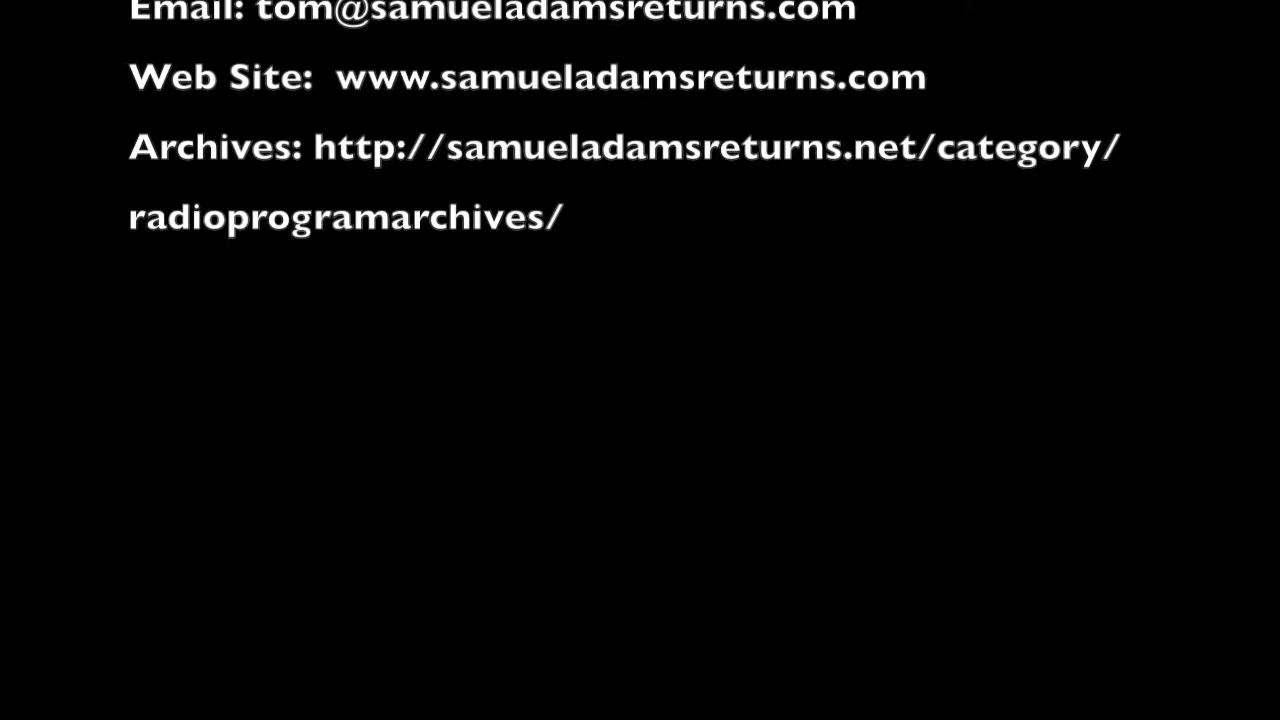 Email: tom@samueladamsreturns.com
Web Site: www.samueladamsreturns.com
Archives: http://samueladamsreturns.net/category/
radioprogramarchives/